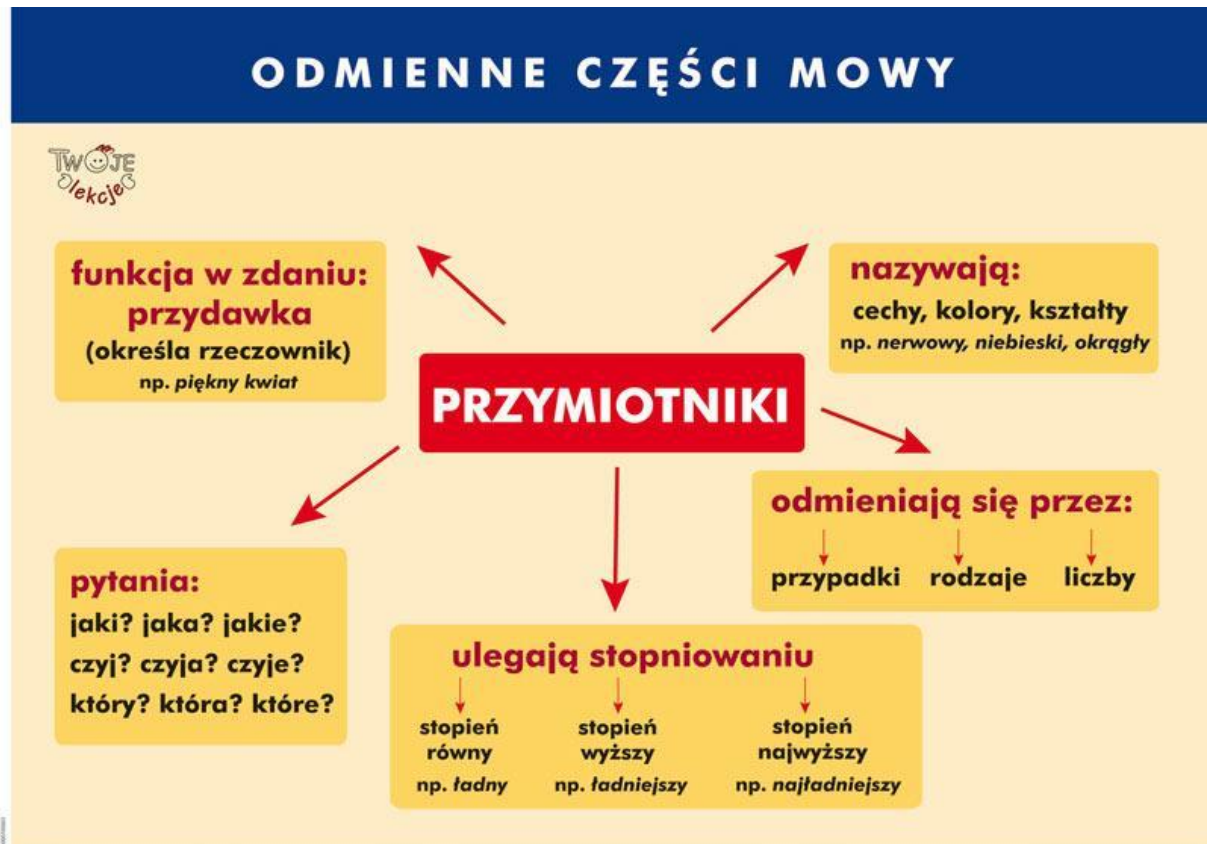 ODMIENNE CZĘŚCI MOWY
TWOJE
lekcje
funkcja w zdaniu:
przydawka
(określa rzeczownik)
np. piękny kwiat
nazywają:
cechy, kolory, kształty
np. nerwowy, niebieski, okrągły
PRZYMIOTNIKI
odmieniają się przez:
przypadki rodzaje liczby
pytania:
jaki? jaka? jakie?
czyj? czyja? czyje?
który? która? które?
ulegają stopniowaniu
stopień
równy
np. ładny
stopień
wyższy
np. ładniejszy
stopień
najwyższy
np. najładniejszy